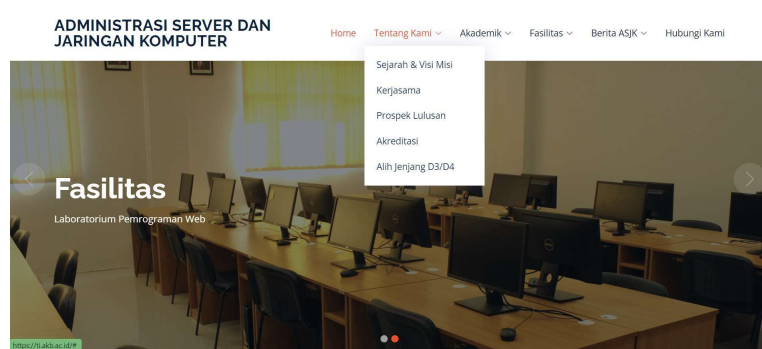 ADMINISTRASI SERVER DAN
JARINGAN KOMPUTER
Home Tentang Kami Akademik Fasilitas Berita ASJK Hubungi Kami
Sejarah & Visi Misi
Kerjasama
Prospek Lulusan
Akreditasi
Alih Jenjang D3/D4
Fasilitas
Laboratorium Pemrograman Web
https://ti.akb.ac.id/#